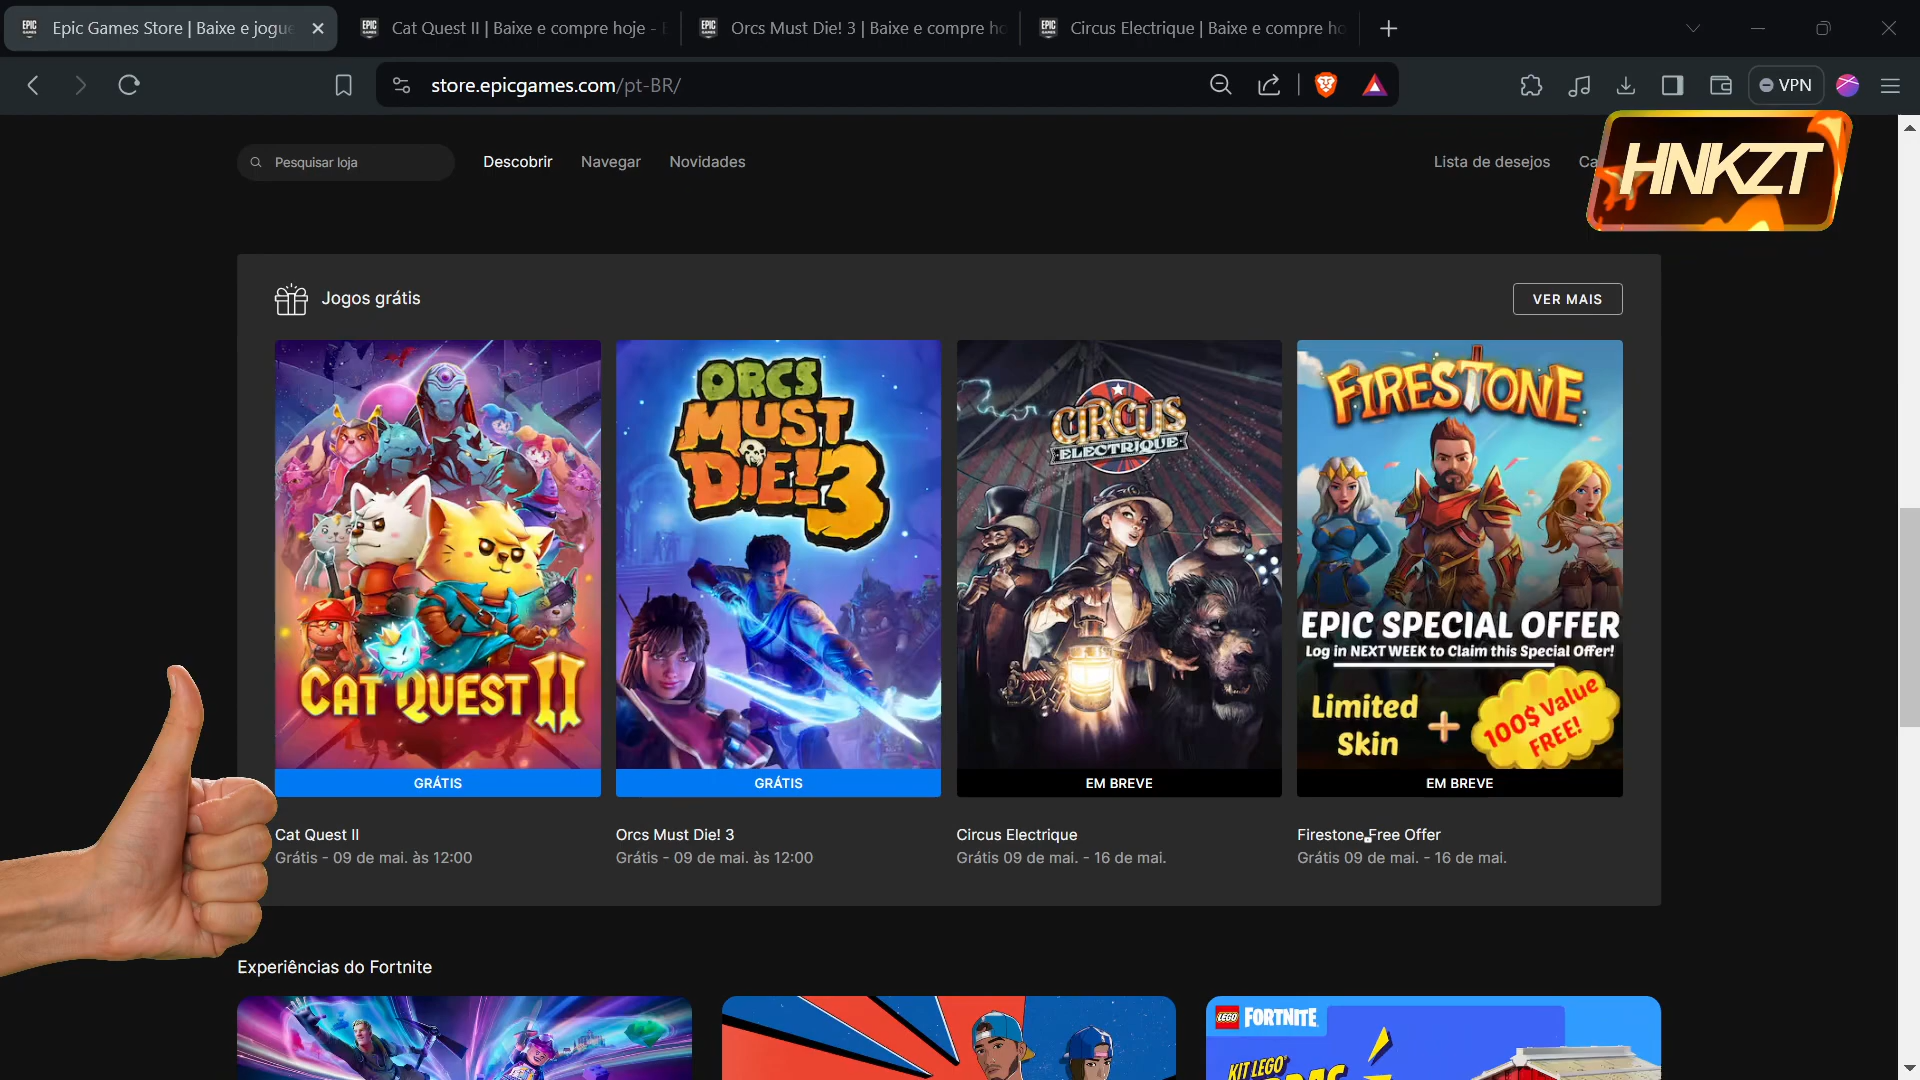 Epic Games Store | Baixe e jogue
Cat Quest II | Baixe e compre hoje -
Orcs Must Die! 3 | Baixe e compre ho
Circus Electrique | Baixe e compre ho
store.epicgames.com/pt-BR/
VPN
Pesquisar loja
Descobrir
Navegar
Novidades
Lista de desejos
Ca
HNKZT
Jogos grátis
VER MAIS
CAT QUEST II
GRÁTIS
Cat Quest II
Grátis - 09 de mai. às 12:00
ORCS
MUST
DIE! 3
GRÁTIS
Orcs Must Die! 3
Grátis - 09 de mai. às 12:00
CIRCUS
ELECTRIQUE
EM BREVE
Circus Electrique
Grátis 09 de mai. - 16 de mai.
FIRESTONE
EPIC SPECIAL OFFER
Log in NEXT WEEK to Claim this Special Offer!
Limited
Skin
+
100$ Value
FREE!
EM BREVE
Firestone Free Offer
Grátis 09 de mai. - 16 de mai.
Experiências do Fortnite
LEGO FORTNITE
KIT LEGO